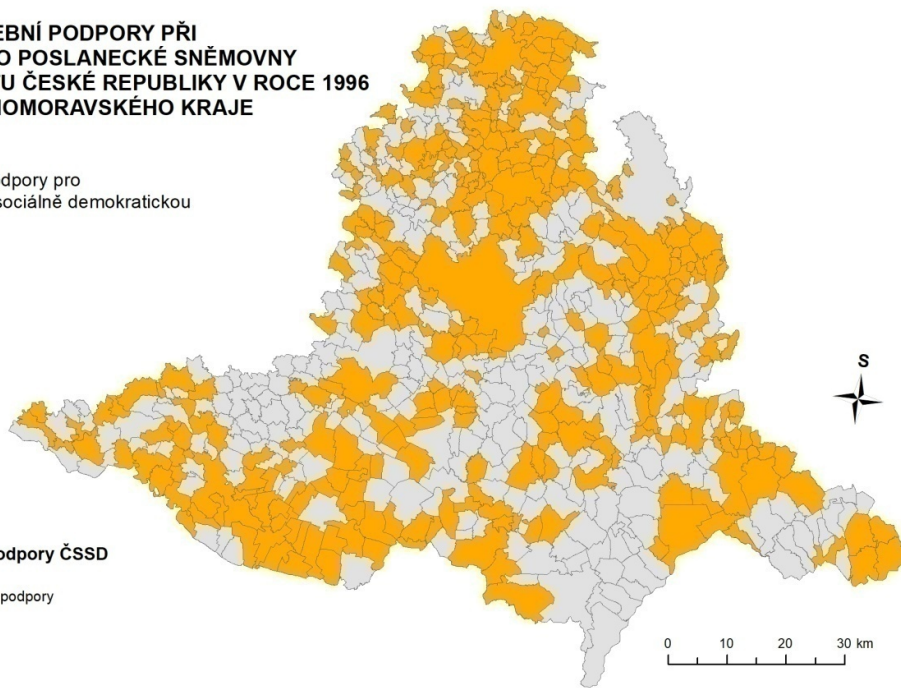 EBNÍ PODPORY PŘI
O POSLANECKÉ SNĚMOVNY
U ČESKÉ REPUBLIKY V ROCE 1996
OMORAVSKÉHO KRAJE
dpory pro
sociálně demokratickou
S
odpory ČSSD
podpory
0 10 20 30 km